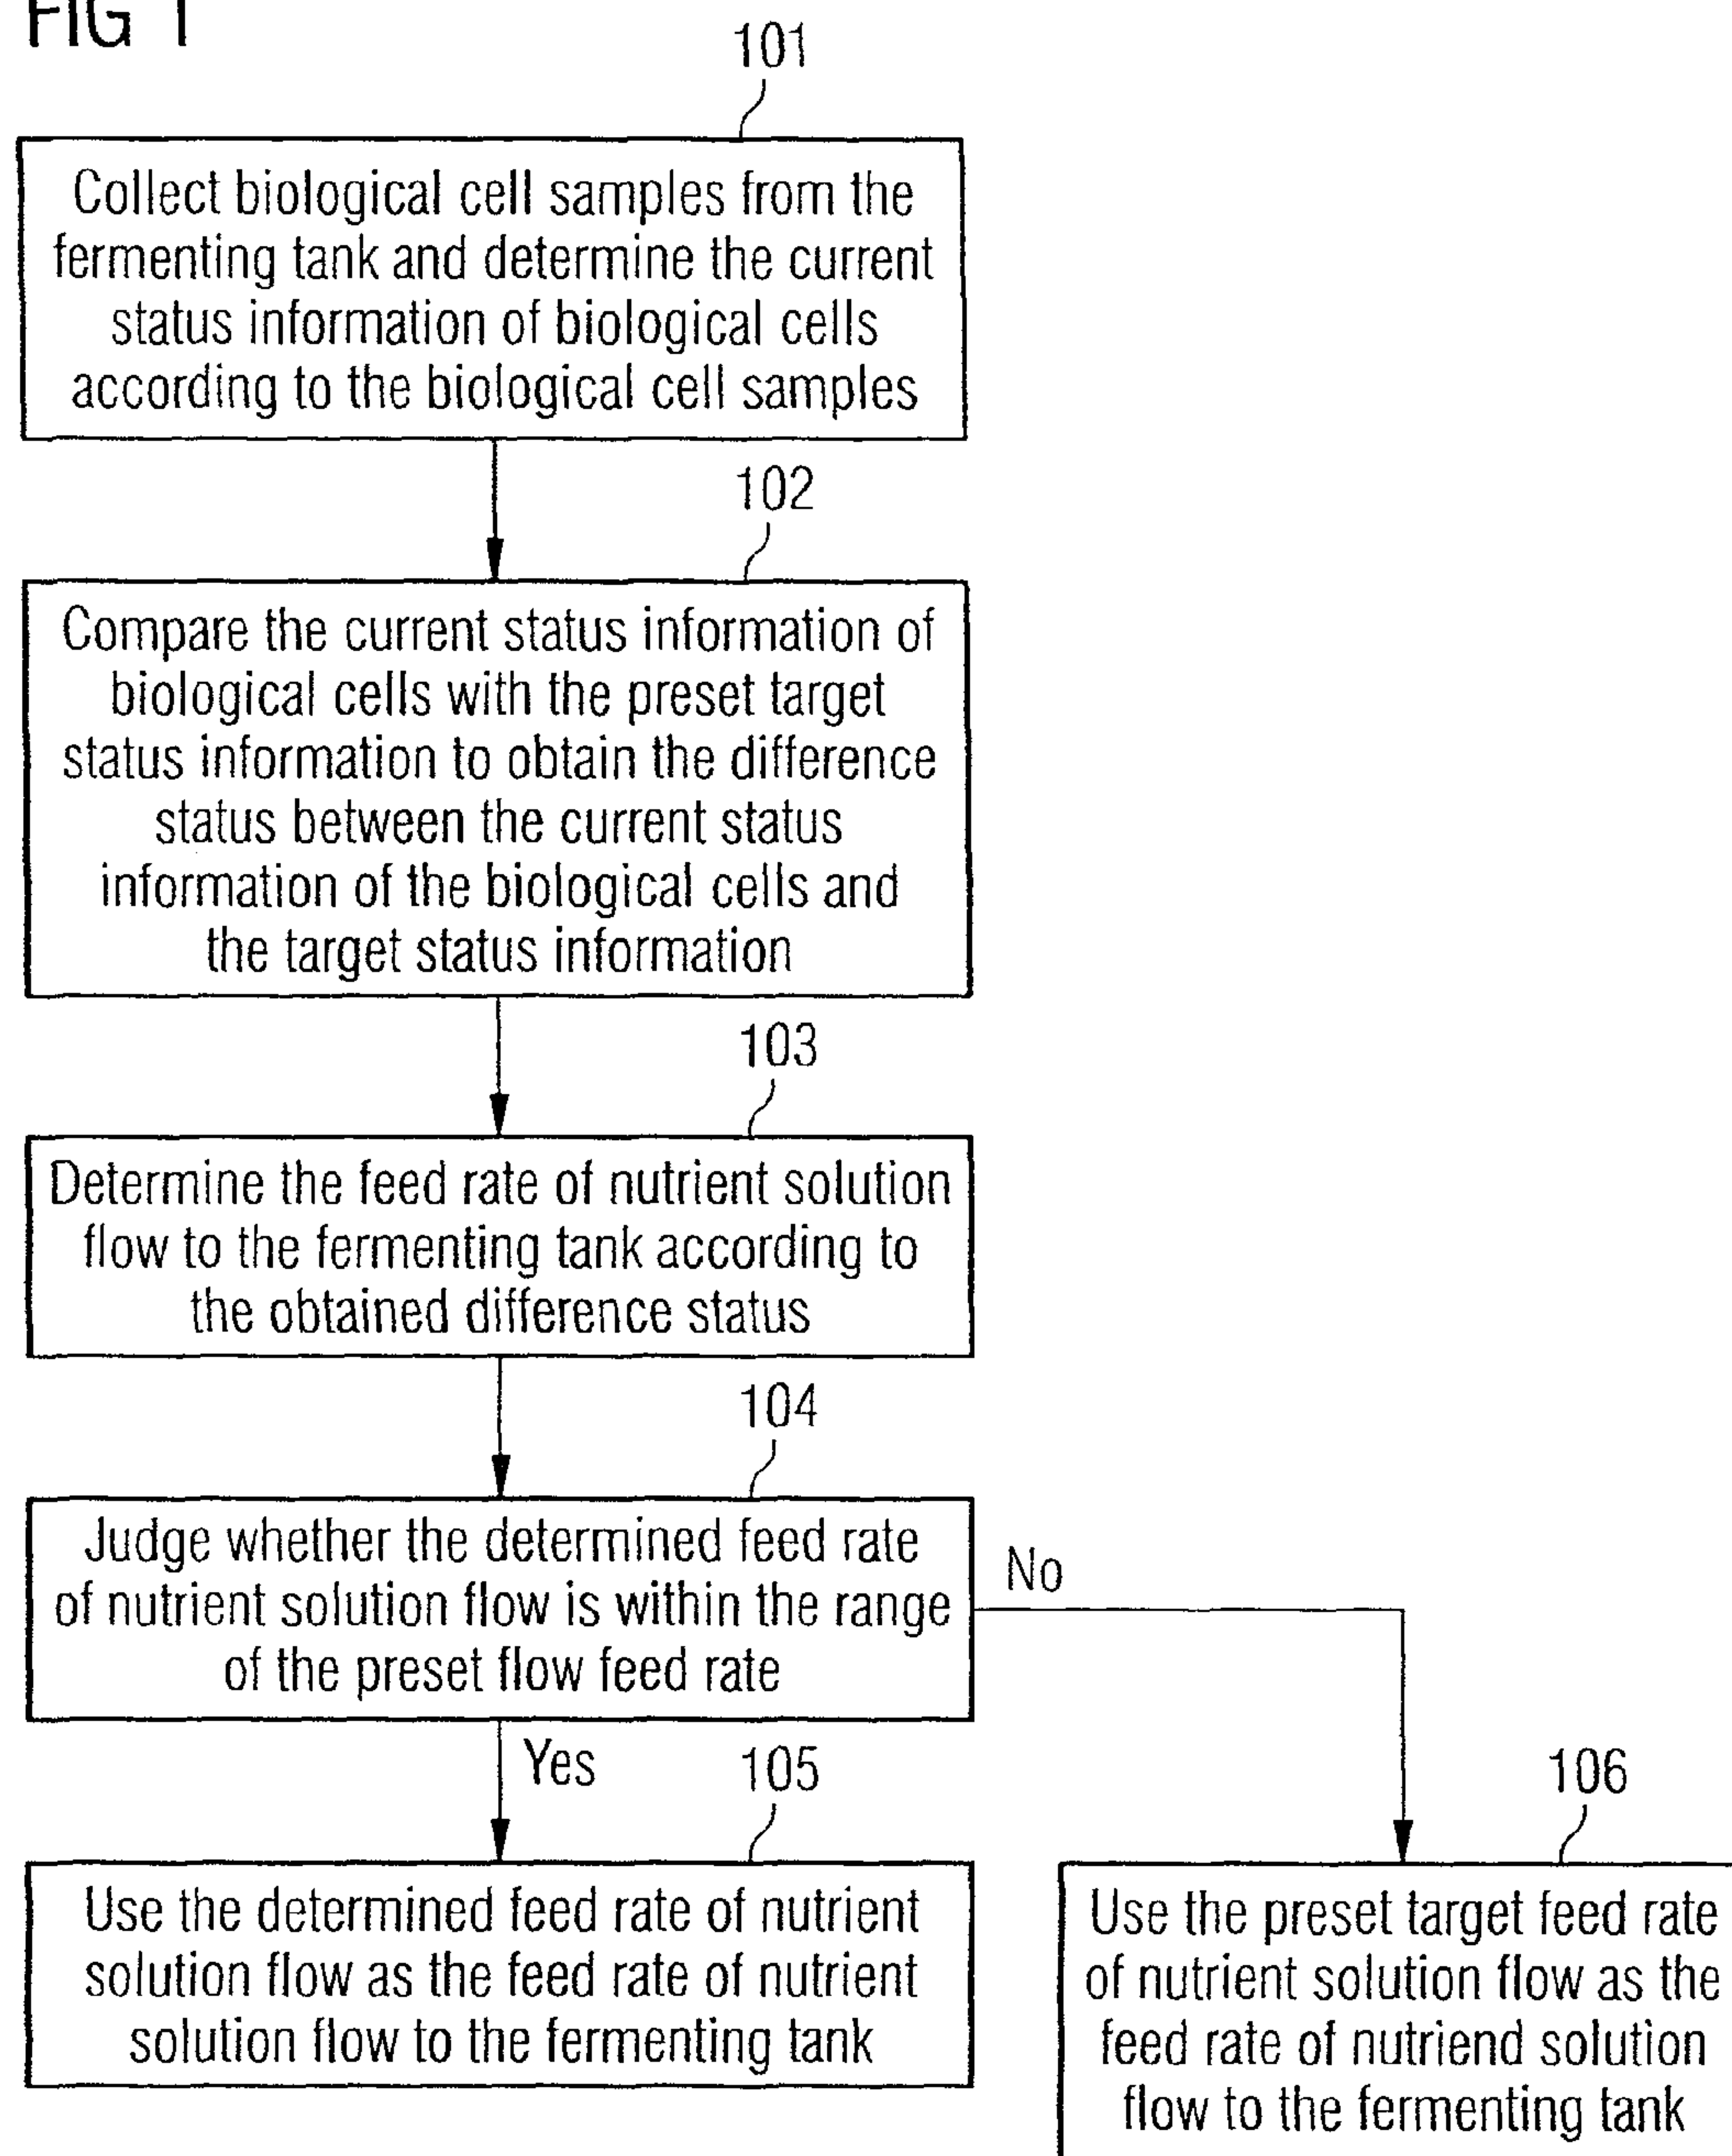 FIG 1
101
Collect biological cell samples from the
fermenting tank and determine the current
status information of biological cells
according to the biological cell samples
102
Compare the current status information of
biological cells with the preset target
status information to obtain the difference
status between the current status
information of the biological cells and
the target status information
103
Determine the feed rate of nutrient solution
flow to the fermenting tank according to
the obtained difference status
104
Judge whether the determined feed rate
of nutrient solution flow is within the range
of the preset flow feed rate
No
Yes
105
Use the determined feed rate of nutrient
solution flow as the feed rate of nutrient
solution flow to the fermenting tank
106
Use the preset target feed rate
of nutrient solution flow as the
feed rate of nutriend solution
flow to the fermenting tank